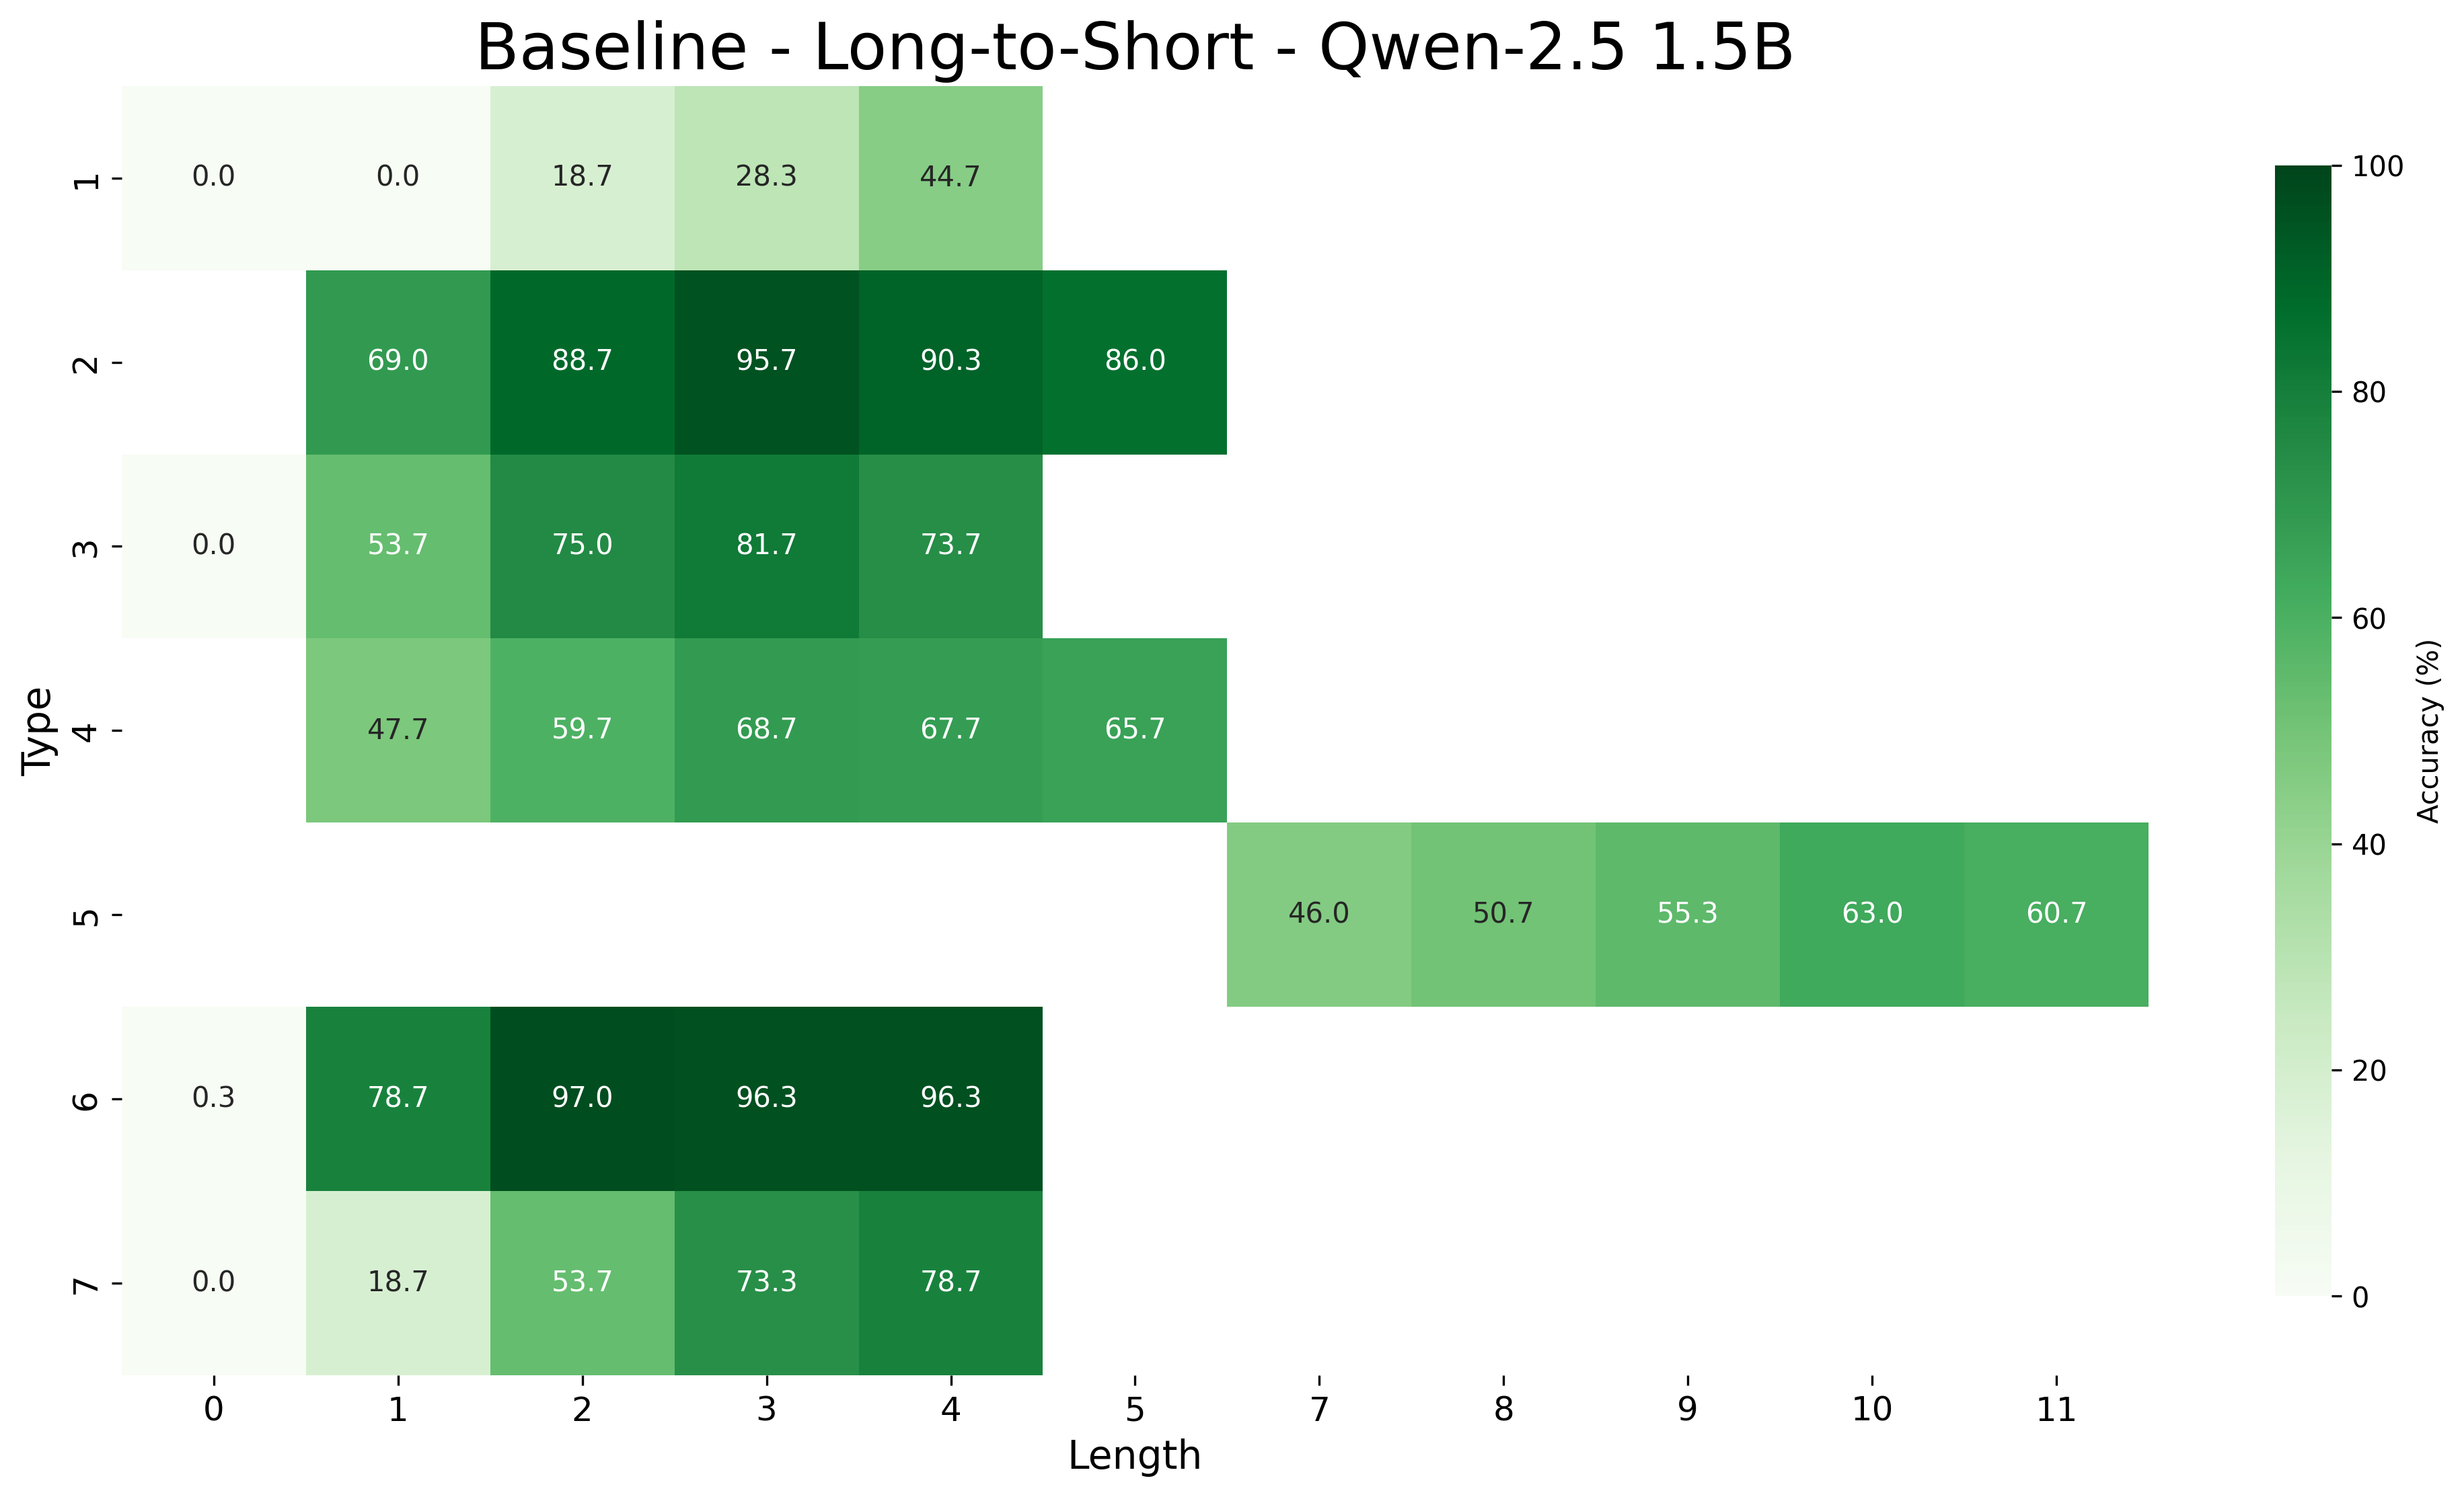 Baseline - Long-to-Short - Qwen-2.5 1.5B
Type
1 0.0 0.0 18.7 28.3 44.7
2 69.0 88.7 95.7 90.3 86.0
3 0.0 53.7 75.0 81.7 73.7
4 47.7 59.7 68.7 67.7 65.7
5 46.0 50.7 55.3 63.0 60.7
6 0.3 78.7 97.0 96.3 96.3
7 0.0 18.7 53.7 73.3 78.7
0 1 2 3 4 5 7 8 9 10 11
Length
100
80
60
40
20
0
Accuracy (%)